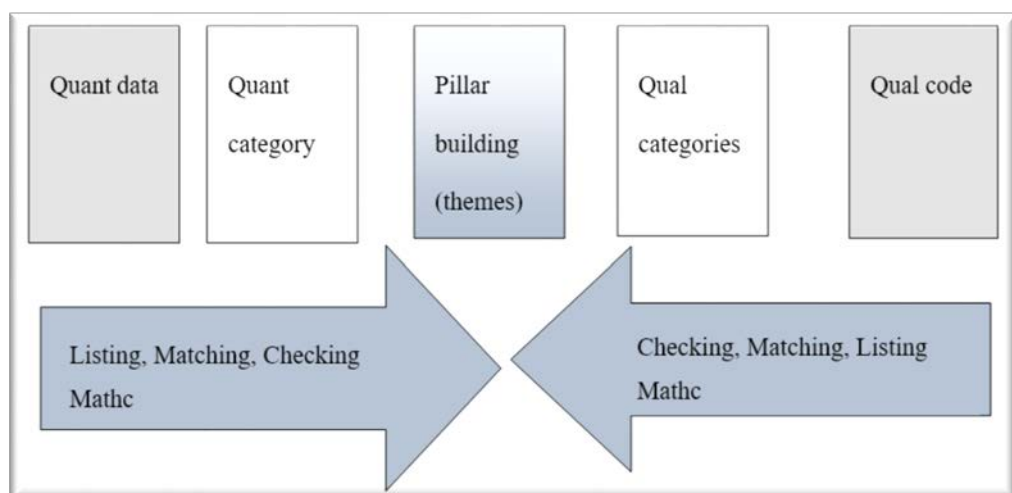 Quant data
Quant
category
Pillar
building
(themes)
Qual
categories
Qual code
Listing, Matching, Checking
Mathc
Checking, Matching, Listing
Mathc